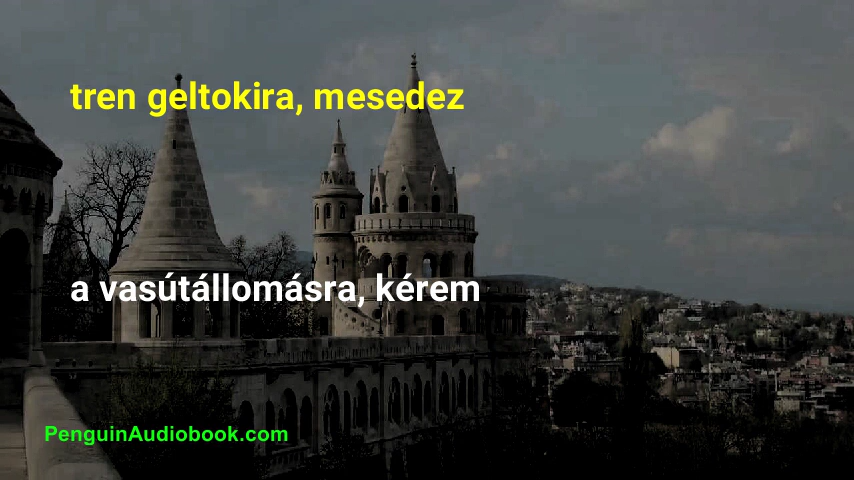 tren geltokira, mesedez
a vasútállomásra, kérem
PenguinAudiobook.com